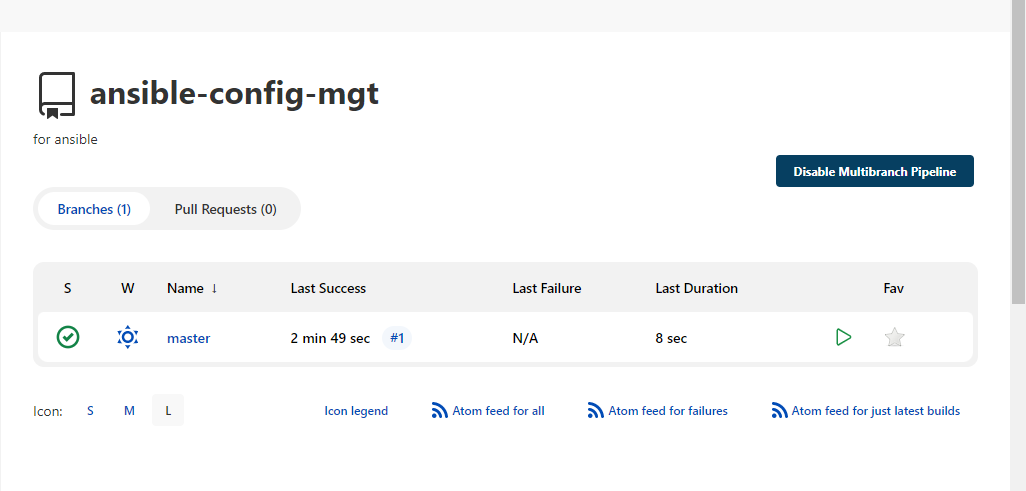 ansible-config-mgt
for ansible
Disable Multibranch Pipeline
Branches (1) Pull Requests (0)
S W Name ↓ Last Success Last Failure Last Duration Fav
master 2 min 49 sec #1 N/A 8 sec
Icon: S M L Icon legend Atom feed for all Atom feed for failures Atom feed for just latest builds